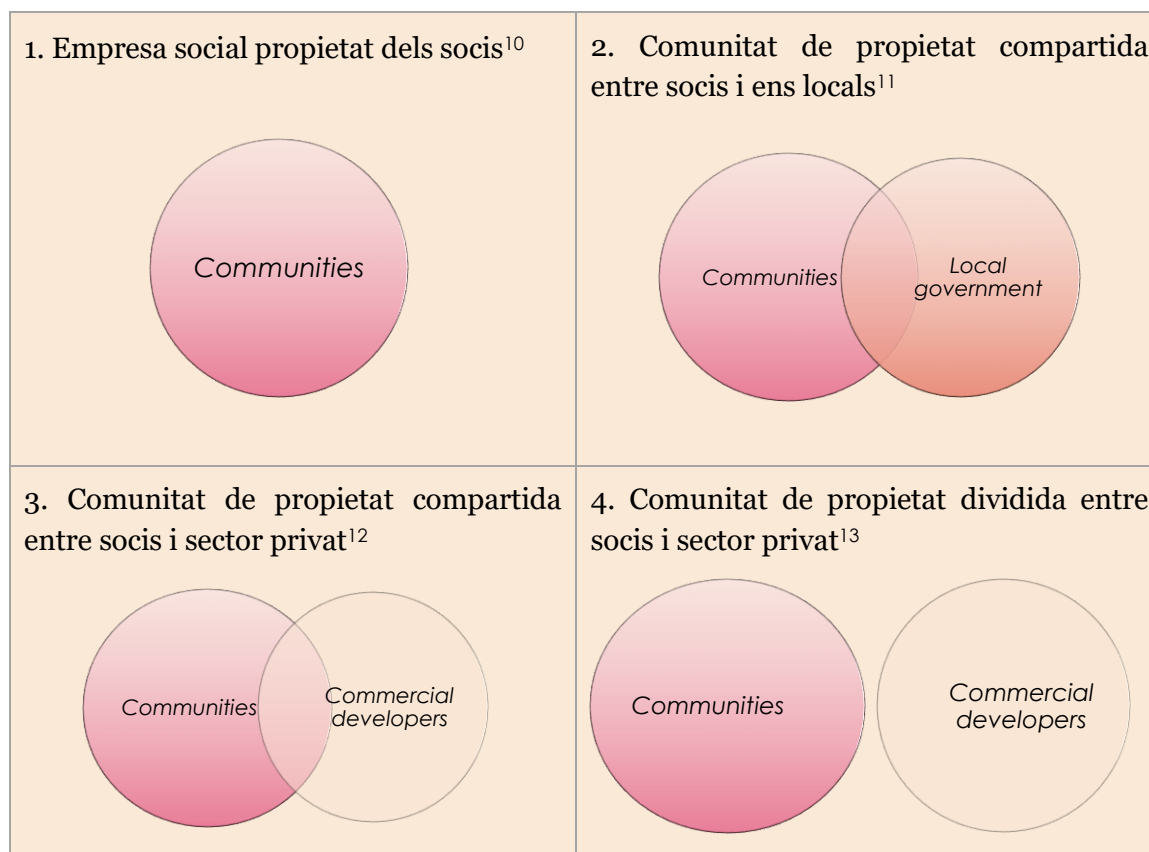 1. Empresa social propietat dels socis¹⁰
Communities
2. Comunitat de propietat compartida
entre socis i ens locals¹¹
Communities
Local
government
3. Comunitat de propietat compartida
entre socis i sector privat¹²
Communities
Commercial
developers
4. Comunitat de propietat dividida entre
socis i sector privat¹³
Communities
Commercial
developers